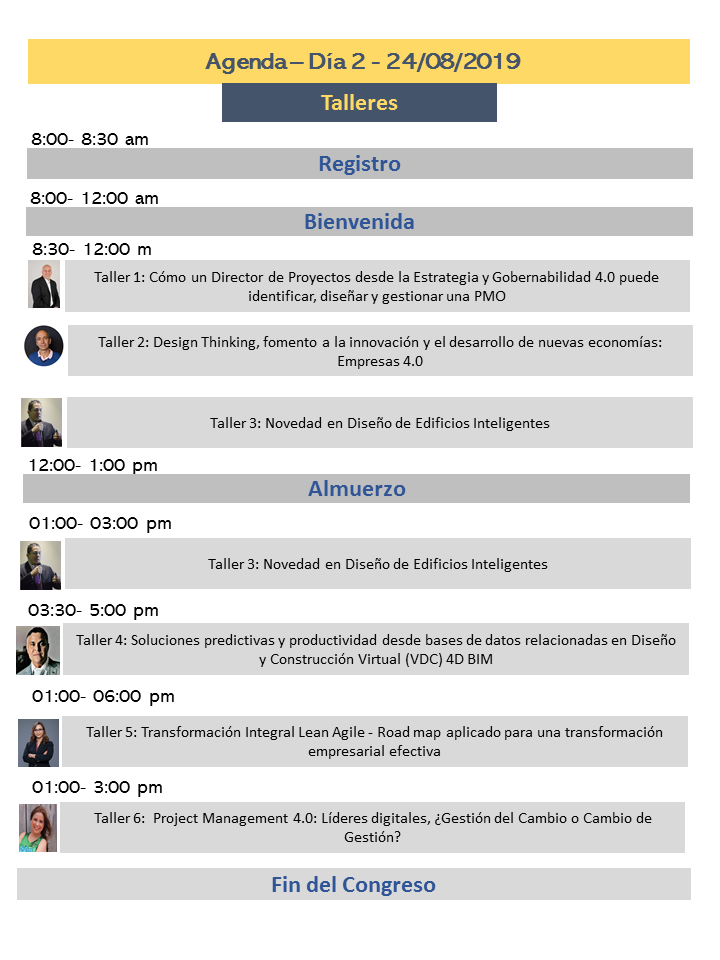 Agenda – Día 2 - 24/08/2019
Talleres
8:00- 8:30 am
Registro
8:00- 12:00 am
Bienvenida
8:30- 12:00 m
Taller 1: Cómo un Director de Proyectos desde la Estrategia y Gobernabilidad 4.0 puede
identificar, diseñar y gestionar una PMO
Taller 2: Design Thinking, fomento a la innovación y el desarrollo de nuevas economías:
Empresas 4.0
Taller 3: Novedad en Diseño de Edificios Inteligentes
12:00- 1:00 pm
Almuerzo
01:00- 03:00 pm
Taller 3: Novedad en Diseño de Edificios Inteligentes
03:30- 5:00 pm
Taller 4: Soluciones predictivas y productividad desde bases de datos relacionadas en Diseño
y Construcción Virtual (VDC) 4D BIM
01:00- 06:00 pm
Taller 5: Transformación Integral Lean Agile - Road map aplicado para una transformación
empresarial efectiva
01:00- 3:00 pm
Taller 6: Project Management 4.0: Líderes digitales, ¿Gestión del Cambio o Cambio de
Gestión?
Fin del Congreso